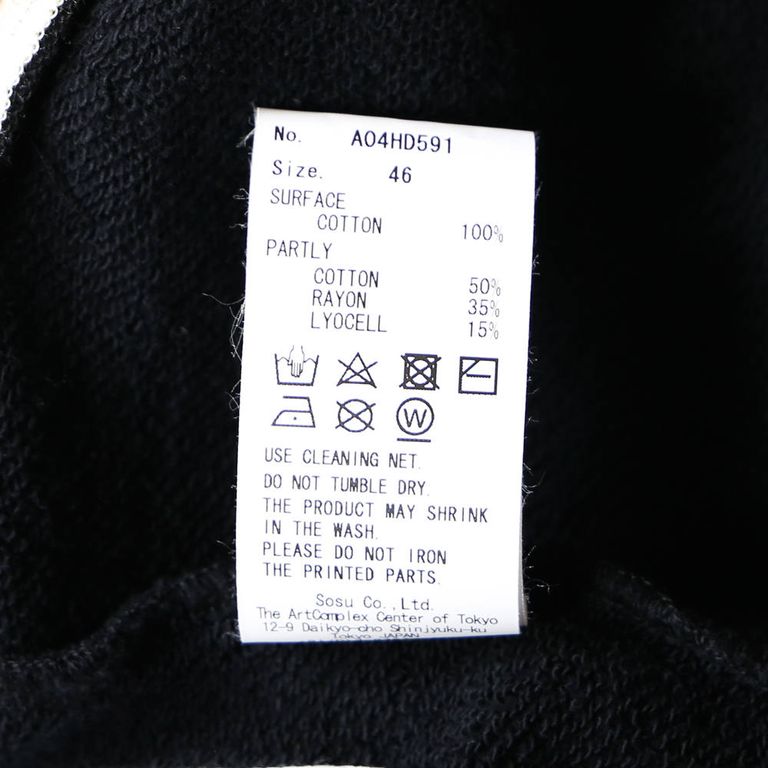 No. A04HD591
Size. 46
SURFACE
COTTON 100%
PARTLY
COTTON 50%
RAYON 35%
LYOCELL 15%
W
USE CLEANING NET.
DO NOT TUMBLE DRY.
THE PRODUCT MAY SHRINK
IN THE WASH.
PLEASE DO NOT IRON
THE PRINTED PARTS.
Sosu Co.,Ltd.
The ArtComplex Center of Tokyo
12-9 Daikyo-cho Shinjyuku-ku
Tokyo JAPAN